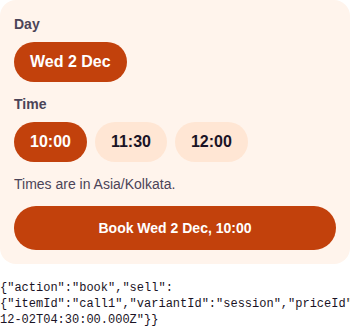 Day
Wed 2 Dec
Time
10:00 11:30 12:00
Times are in Asia/Kolkata.
Book Wed 2 Dec, 10:00
{"action":"book","sell":
{"itemId":"call1","variantId":"session","priceId"
12-02T04:30:00.000Z"}}